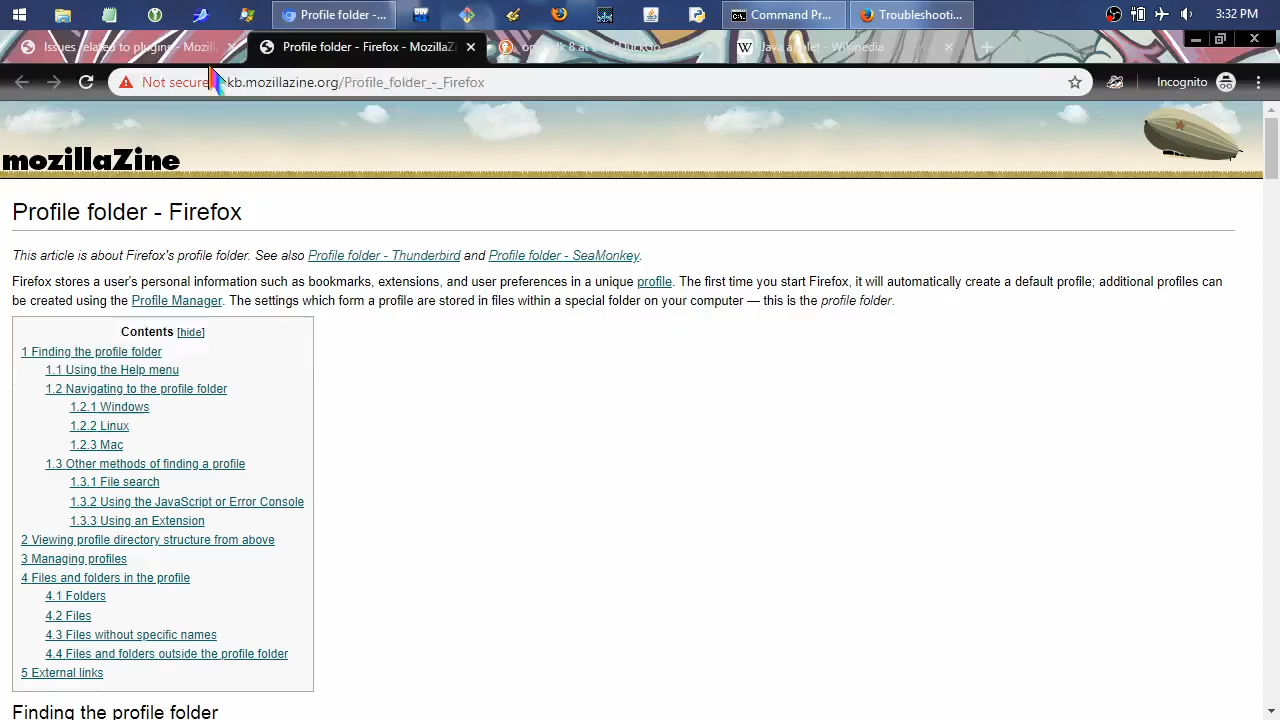 Profile folder -...
Command Pr...
Troubleshooti...
3:32 PM
Issues related to plugins - Mozill
Profile folder - Firefox - MozillaZ
at DuckDuckGo
Java applet - Wikipedia
Not secure
kb.mozillazine.org/Profile_folder_-_Firefox
Incognito
mozillaZine
Profile folder - Firefox
This article is about Firefox's profile folder. See also Profile folder - Thunderbird and Profile folder - SeaMonkey.
Firefox stores a user's personal information such as bookmarks, extensions, and user preferences in a unique profile. The first time you start Firefox, it will automatically create a default profile; additional profiles can
be created using the Profile Manager. The settings which form a profile are stored in files within a special folder on your computer — this is the profile folder.
Contents [hide]
1 Finding the profile folder
1.1 Using the Help menu
1.2 Navigating to the profile folder
1.2.1 Windows
1.2.2 Linux
1.2.3 Mac
1.3 Other methods of finding a profile
1.3.1 File search
1.3.2 Using the JavaScript or Error Console
1.3.3 Using an Extension
2 Viewing profile directory structure from above
3 Managing profiles
4 Files and folders in the profile
4.1 Folders
4.2 Files
4.3 Files without specific names
4.4 Files and folders outside the profile folder
5 External links
Finding the profile folder